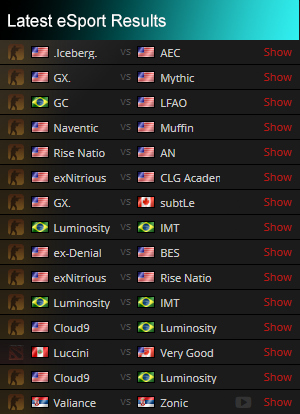 Latest eSport Results
.Iceberg. vs AEC Show
GX. vs Mythic Show
GC vs LFAO Show
Naventic vs Muffin Show
Rise Natio vs AN Show
exNitrious vs CLG Academ Show
GX. vs subtLe Show
Luminosity vs IMT Show
ex-Denial vs BES Show
exNitrious vs Rise Natio Show
Luminosity vs IMT Show
Cloud9 vs Luminosity Show
Luccini vs Very Good Show
Cloud9 vs Luminosity Show
Valiance vs Zonic Show